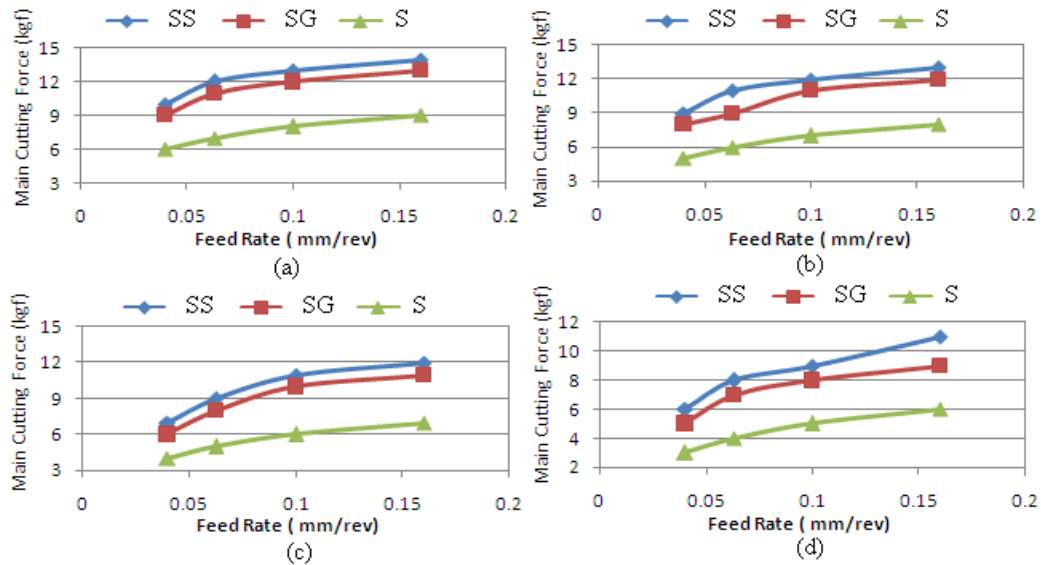 SS SG S
Main Cutting Force (kgf)
15
12
9
6
3
0 0.05 0.1 0.15 0.2
Feed Rate ( mm/rev)
(a)
SS SG S
Main Cutting Force (kgf)
15
12
9
6
3
0 0.05 0.1 0.15 0.2
Feed Rate ( mm/rev)
(b)
SS SG S
Main Cutting Force (kgf)
15
12
9
6
3
0 0.05 0.1 0.15 0.2
Feed Rate ( mm/rev)
(c)
SS SG S
Main Cutting Force (kgf)
12
10
8
6
4
2
0 0.05 0.1 0.15 0.2
Feed Rate ( mm/rev)
(d)